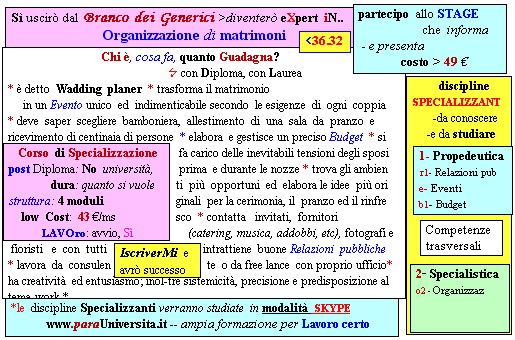 Sì uscirò dal Branco dei Generici >diventerò eXpert iN..
Organizzazione di matrimoni
<36.32
partecipo allo STAGE
che informa
- e presenta
costo > 49 €
Chi è, cosa fa, quanto Guadagna?
con Diploma, con Laurea
* è detto Wadding planer * trasforma il matrimonio
in un Evento unico ed indimenticabile secondo le esigenze di ogni coppia
* deve saper scegliere bamboniera, allestimento di una sala da pranzo e
ricevimento di centinaia di persone * elabora e gestisce un preciso Budget * si
fa carico delle inevitabili tensioni degli sposi
prima e durante le nozze * trova gli ambien
ti più opportuni ed elabora le idee più ori
ginali per la cerimonia, il pranzo ed il rinfre
sco * contatta invitati, fornitori
(catering, musica, addobbi, etc), fotografi e
fioristi e con tutti intrattiene buone Relazioni pubbliche
* lavora da consulen te o da free lance con proprio ufficio*
ha creatività ed entusiasmo, inol-tre sistemicità, precisione e predisposizione al
tema work *
Corso di Specializzazione
post Diploma: No università,
dura: quanto si vuole
struttura: 4 moduli
low Cost: 43 €/ms
LAVOro: avvio, Sì
IscriverMi e
avrò successo
discipline
SPECIALIZZANT
-da conoscere
-e da studiare
1- Propedeutica
r1- Relazioni pub
e- Eventi
b1- Budget
Competenze
trasversali
2- Specialistica
o2- Organizzaz
*le discipline Specializzanti verranno studiate in modalità SKYPE
www.paraUniversita.it -- ampia formazione per Lavoro certo